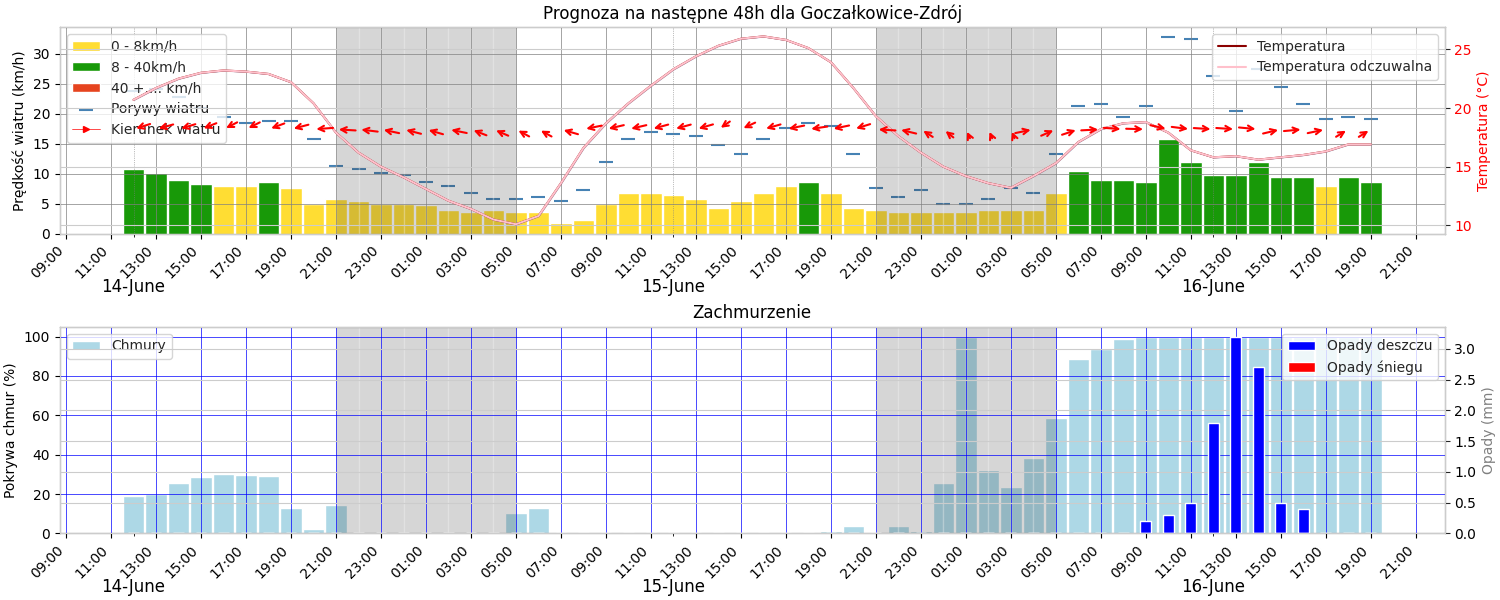 Prognoza na następne 48h dla Goczałkowice-Zdrój
Prędkość wiatru (km/h)
30
25
20
15
10
5
0
0 - 8km/h
8 - 40km/h
40 + ... km/h
Porywy wiatru
Kierunek wiatru
Temperatura
Temperatura odczuwalna
25
20
15
10
Temperatura (°C)
09:00 11:00 13:00 15:00 17:00 19:00 21:00 23:00 01:00 03:00 05:00 07:00 09:00 11:00 13:00 15:00 17:00 19:00 21:00 23:00 01:00 03:00 05:00 07:00 09:00 11:00 13:00 15:00 17:00 19:00 21:00
14-June 15-June 16-June
Zachmurzenie
Pokrywa chmur (%)
100
80
60
40
20
0
Chmury
Opady deszczu
Opady śniegu
3.0
2.5
2.0
1.5
1.0
0.5
0.0
Opady (mm)
09:00 11:00 13:00 15:00 17:00 19:00 21:00 23:00 01:00 03:00 05:00 07:00 09:00 11:00 13:00 15:00 17:00 19:00 21:00 23:00 01:00 03:00 05:00 07:00 09:00 11:00 13:00 15:00 17:00 19:00 21:00
14-June 15-June 16-June